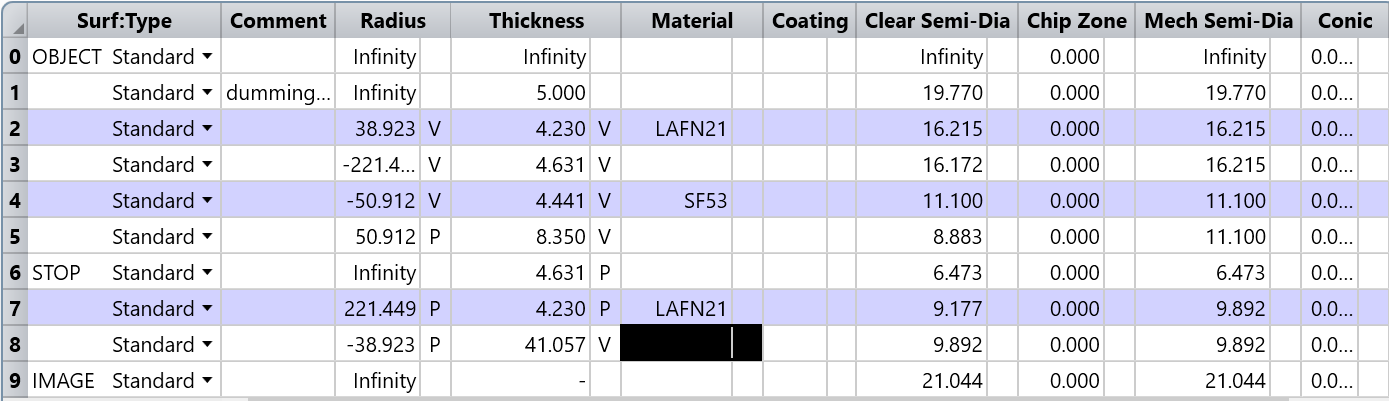 Surf:Type Comment Radius Thickness Material Coating Clear Semi-Dia Chip Zone Mech Semi-Dia Conic
0 OBJECT Standard Infinity Infinity Infinity 0.000 Infinity 0.0...
1 Standard dumming... Infinity 5.000 19.770 0.000 19.770 0.0...
2 Standard 38.923 V 4.230 V LAFN21 16.215 0.000 16.215 0.0...
3 Standard -221.4... V 4.631 V 16.172 0.000 16.215 0.0...
4 Standard -50.912 V 4.441 V SF53 11.100 0.000 11.100 0.0...
5 Standard 50.912 P 8.350 V 8.883 0.000 11.100 0.0...
6 STOP Standard Infinity 4.631 P 6.473 0.000 6.473 0.0...
7 Standard 221.449 P 4.230 P LAFN21 9.177 0.000 9.892 0.0...
8 Standard -38.923 P 41.057 V 9.892 0.000 9.892 0.0...
9 IMAGE Standard Infinity - 21.044 0.000 21.044 0.0...